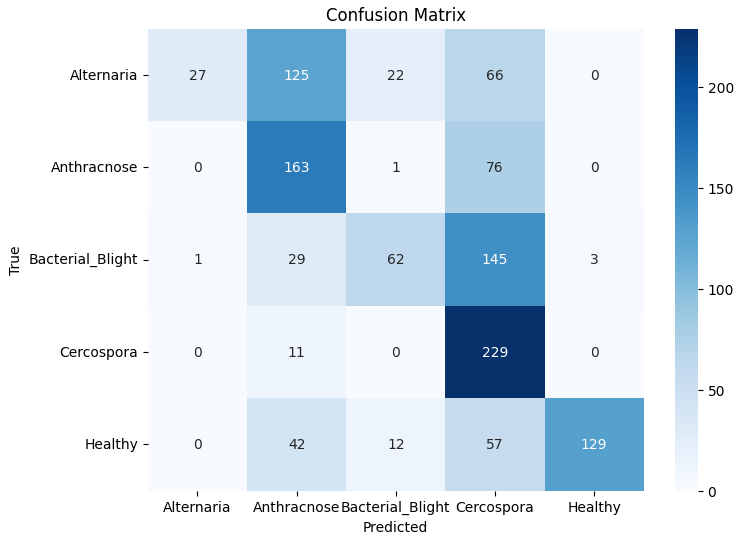 Confusion Matrix
Alternaria 27 125 22 66 0
Anthracnose 0 163 1 76 0
Bacterial_Blight 1 29 62 145 3
Cercospora 0 11 0 229 0
Healthy 0 42 12 57 129
Alternaria Anthracnose Bacterial_Blight Cercospora Healthy
Predicted
True
200
150
100
50
0